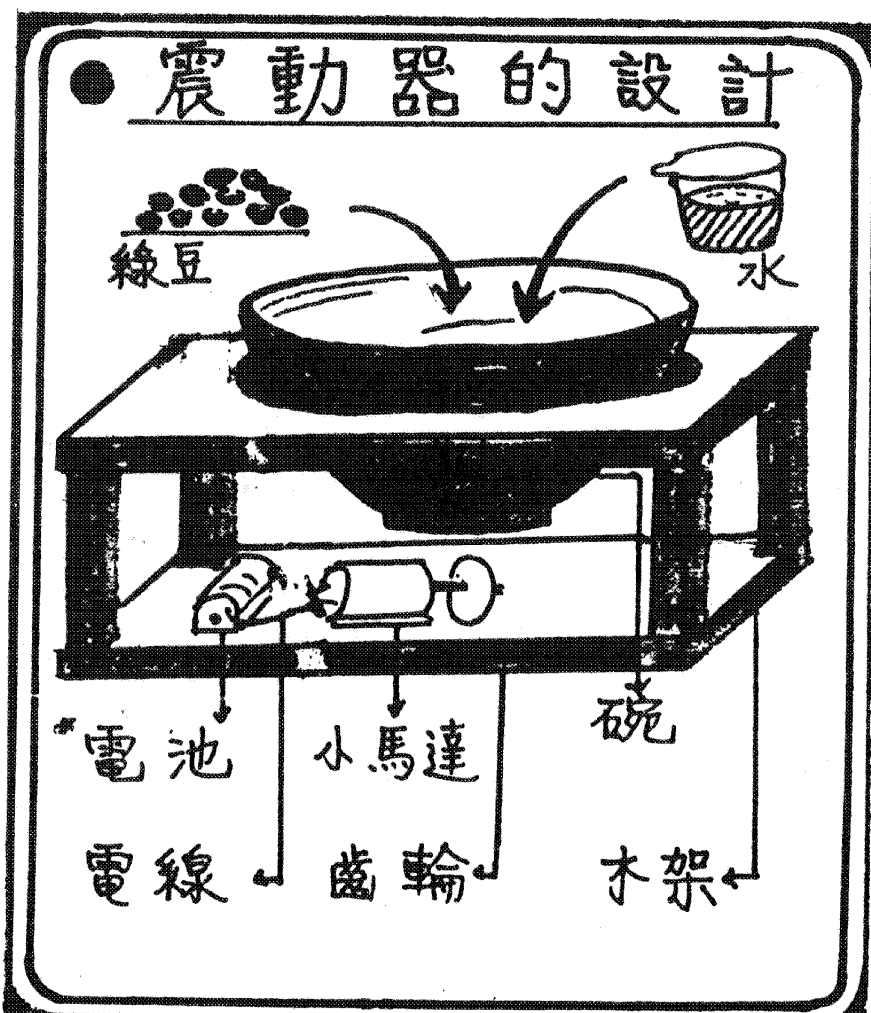 ●震動器的設計
綠豆
水
電池 小馬達 碗
電線 齒輪 木架